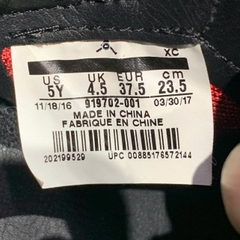 XC
US UK EUR cm
5Y 4.5 37.5 23.5
11/18/16 919702-001 03/30/17
MADE IN CHINA
FABRIQUE EN CHINE
202199529 UPC 00885176572144